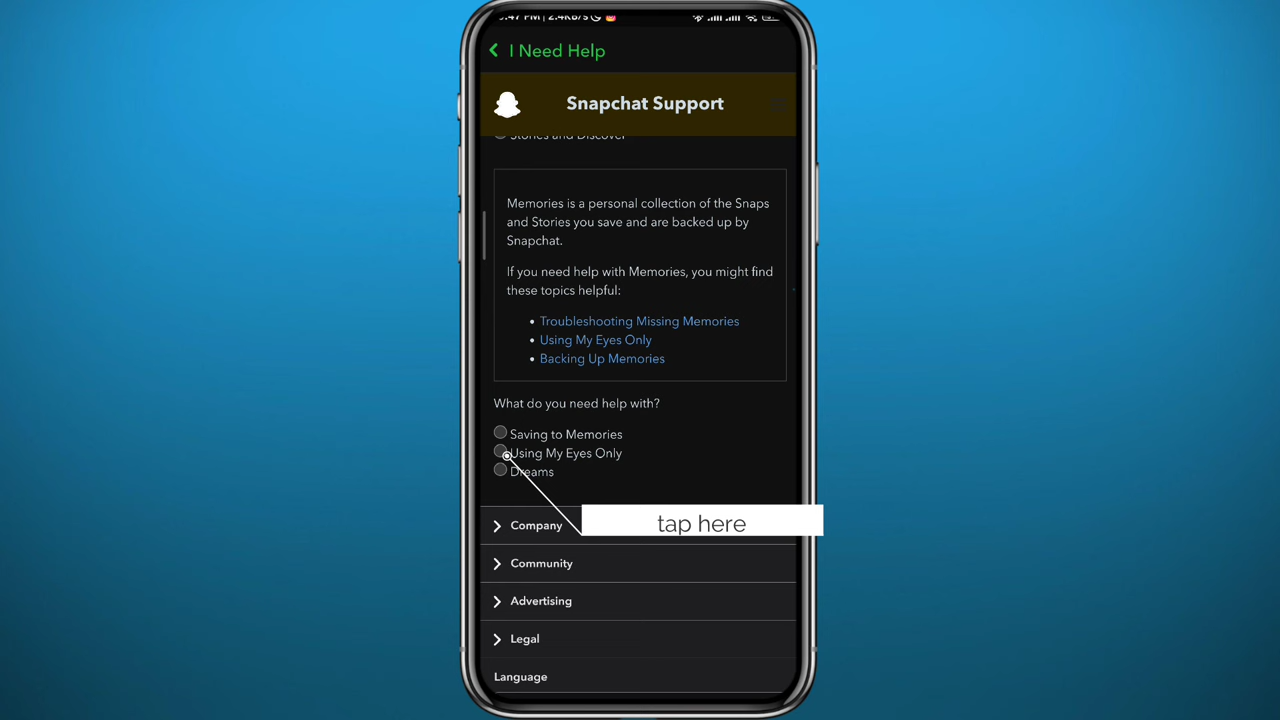 I Need Help
Snapchat Support
Stories and Discover
Memories is a personal collection of the Snaps
and Stories you save and are backed up by
Snapchat.
If you need help with Memories, you might find
these topics helpful:
• Troubleshooting Missing Memories
• Using My Eyes Only
• Backing Up Memories
What do you need help with?
Saving to Memories
Using My Eyes Only
Dreams
tap here
Company
Community
Advertising
Legal
Language